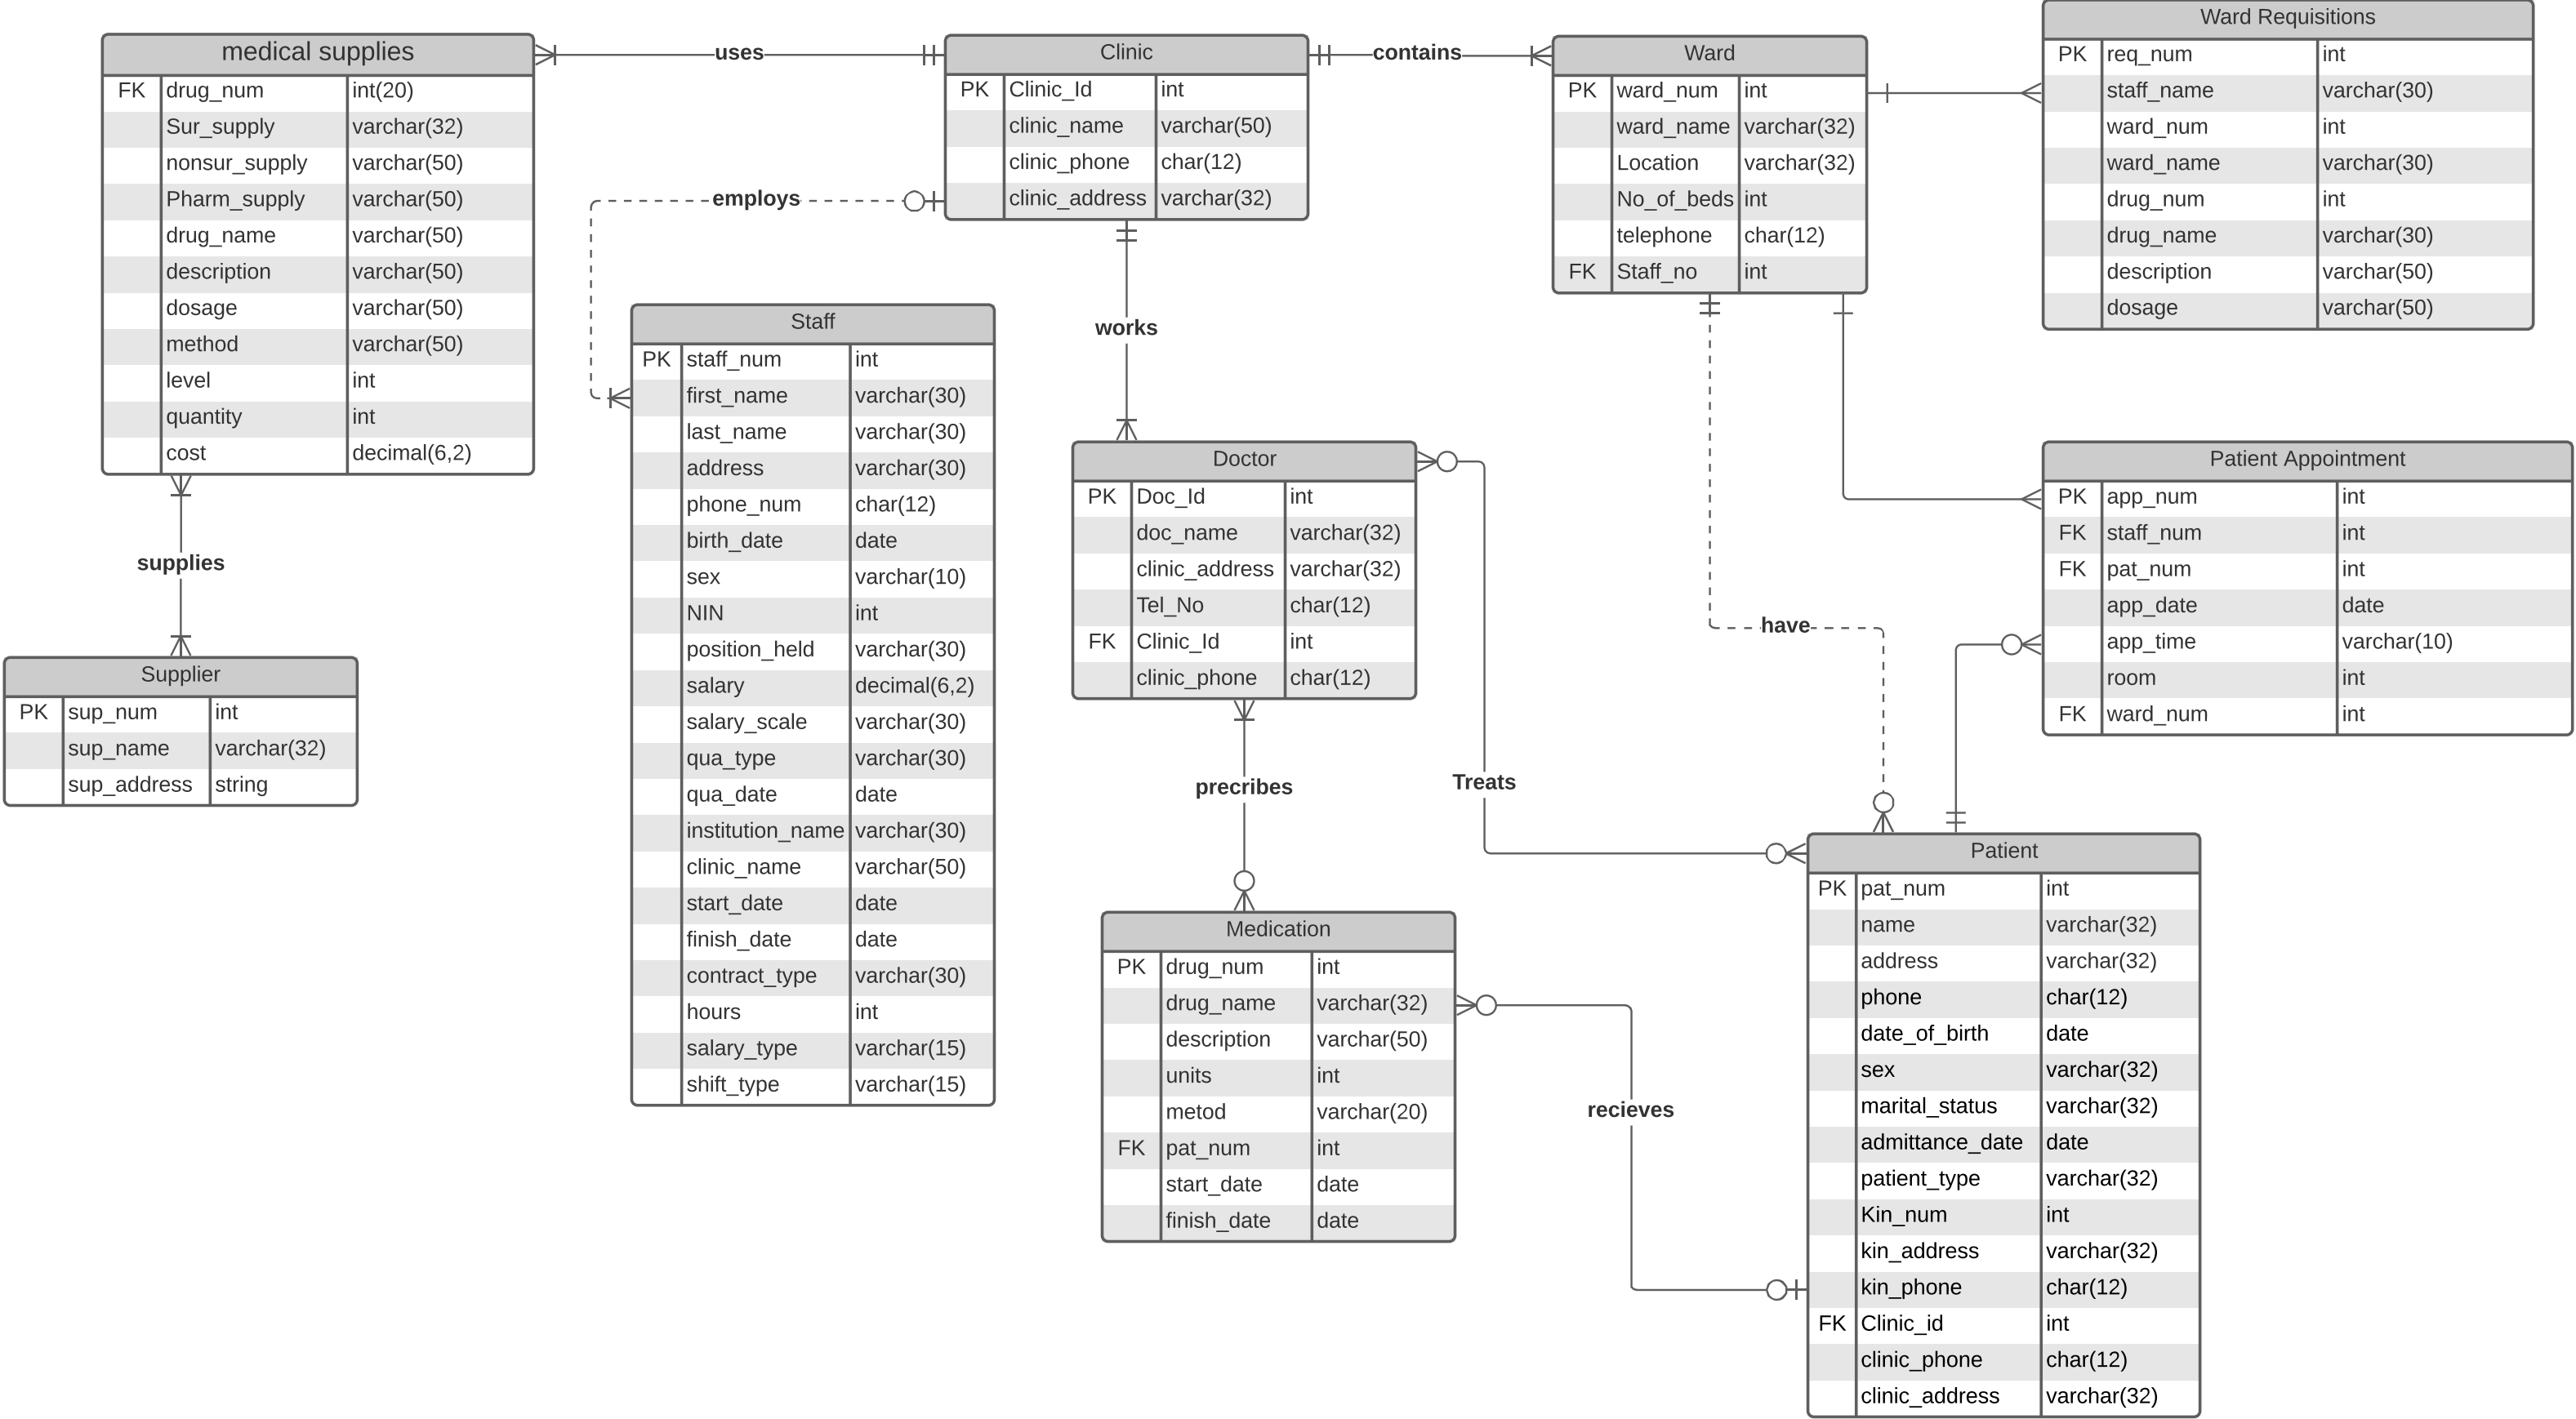 medical supplies
FK drug_num int(20)
Sur_supply varchar(32)
nonsur_supply varchar(50)
Pharm_supply varchar(50)
drug_name varchar(50)
description varchar(50)
dosage varchar(50)
method varchar(50)
level int
quantity int
cost decimal(6,2)
uses
Clinic
PK Clinic_Id int
clinic_name varchar(50)
clinic_phone char(12)
clinic_address varchar(32)
contains
Ward
PK ward_num int
ward_name varchar(32)
Location varchar(32)
No_of_beds int
telephone char(12)
FK Staff_no int
Ward Requisitions
PK req_num int
staff_name varchar(30)
ward_num int
ward_name varchar(30)
drug_num int
drug_name varchar(30)
description varchar(50)
dosage varchar(50)
employs
works
supplies
Supplier
PK sup_num int
sup_name varchar(32)
sup_address string
Staff
PK staff_num int
first_name varchar(30)
last_name varchar(30)
address varchar(30)
phone_num char(12)
birth_date date
sex varchar(10)
NIN int
position_held varchar(30)
salary decimal(6,2)
salary_scale varchar(30)
qua_type varchar(30)
qua_date date
institution_name varchar(30)
clinic_name varchar(50)
start_date date
finish_date date
contract_type varchar(30)
hours int
salary_type varchar(15)
shift_type varchar(15)
Doctor
PK Doc_Id int
doc_name varchar(32)
clinic_address varchar(32)
Tel_No char(12)
FK Clinic_Id int
clinic_phone char(12)
Patient Appointment
PK app_num int
FK staff_num int
FK pat_num int
app_date date
app_time varchar(10)
room int
FK ward_num int
have
precribes
Treats
Medication
PK drug_num int
drug_name varchar(32)
description varchar(50)
units int
metod varchar(20)
FK pat_num int
start_date date
finish_date date
recieves
Patient
PK pat_num int
name varchar(32)
address varchar(32)
phone char(12)
date_of_birth date
sex varchar(32)
marital_status varchar(32)
admittance_date date
patient_type varchar(32)
Kin_num int
kin_address varchar(32)
kin_phone char(12)
FK Clinic_id int
clinic_phone char(12)
clinic_address varchar(32)